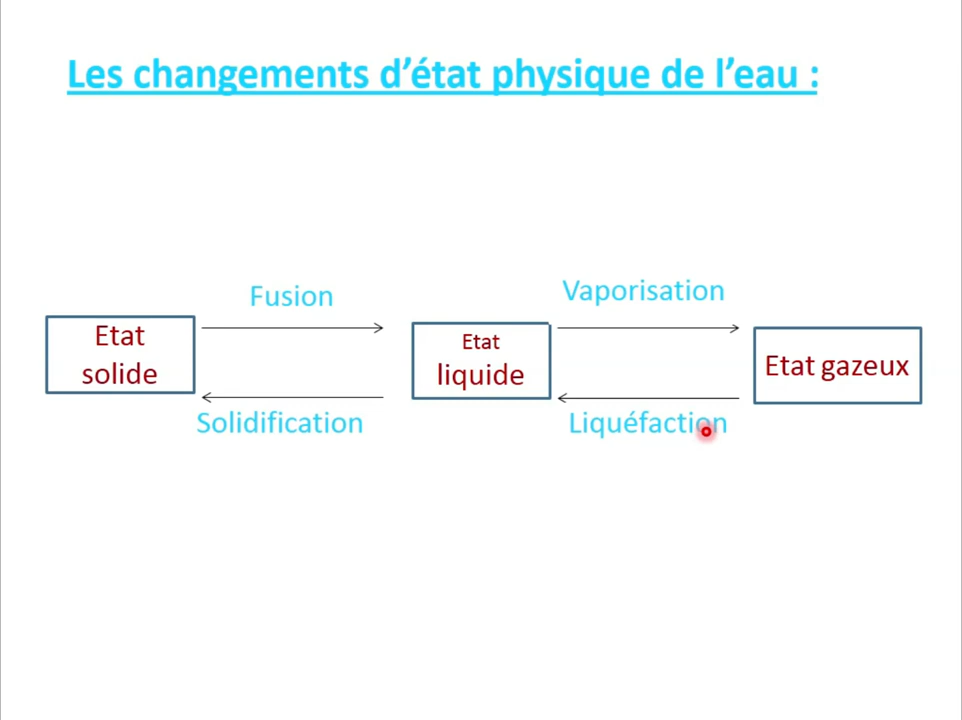 Les changements d’état physique de l’eau :
Fusion
Vaporisation
Etat
solide
Etat
liquide
Etat gazeux
Solidification
Liquéfaction